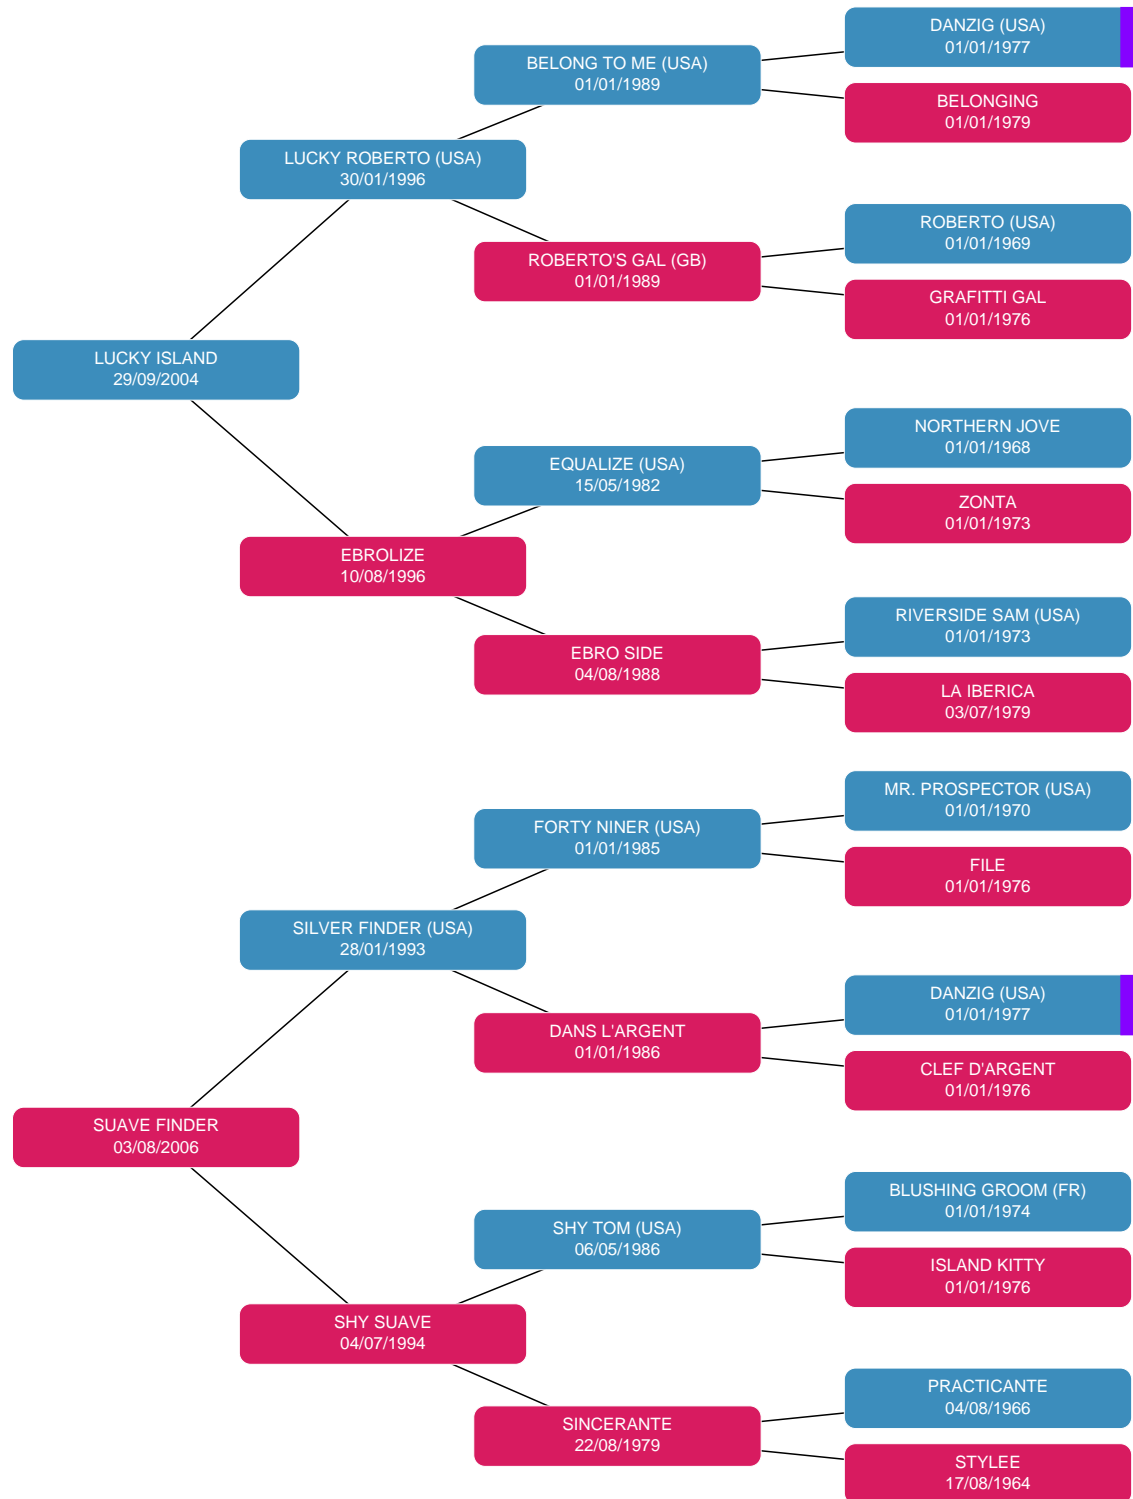 DANZIG (USA)
01/01/1977
BELONG TO ME (USA)
01/01/1989
BELONGING
01/01/1979
LUCKY ROBERTO (USA)
30/01/1996
ROBERTO (USA)
01/01/1969
ROBERTO'S GAL (GB)
01/01/1989
GRAFITTI GAL
01/01/1976
LUCKY ISLAND
29/09/2004
NORTHERN JOVE
01/01/1968
EQUALIZE (USA)
15/05/1982
ZONTA
01/01/1973
EBROLIZE
10/08/1996
RIVERSIDE SAM (USA)
01/01/1973
EBRO SIDE
04/08/1988
LA IBERICA
03/07/1979
MR. PROSPECTOR (USA)
01/01/1970
FORTY NINER (USA)
01/01/1985
FILE
01/01/1976
SILVER FINDER (USA)
28/01/1993
DANZIG (USA)
01/01/1977
DANS L'ARGENT
01/01/1986
CLEF D'ARGENT
01/01/1976
SUAVE FINDER
03/08/2006
BLUSHING GROOM (FR)
01/01/1974
SHY TOM (USA)
06/05/1986
ISLAND KITTY
01/01/1976
SHY SUAVE
04/07/1994
PRACTICANTE
04/08/1966
SINCERANTE
22/08/1979
STYLEE
17/08/1964